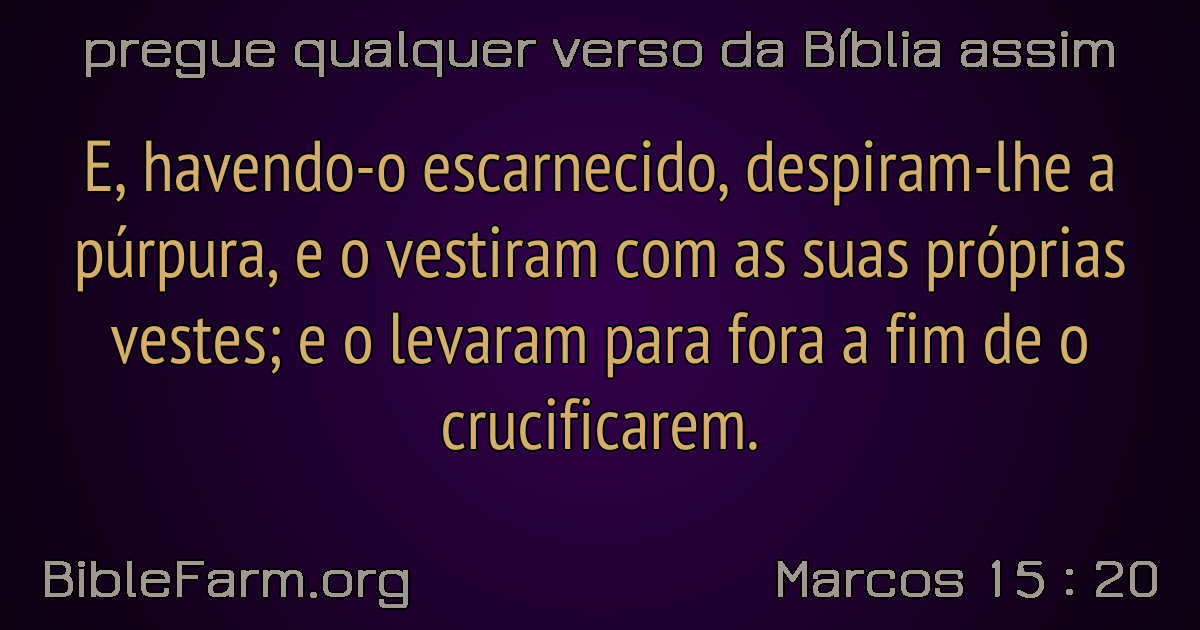 pregue qualquer verso da Bíblia assim
E, havendo-o escarnecido, despiram-lhe a
púrpura, e o vestiram com as suas próprias
vestes; e o levaram para fora a fim de o
crucificarem.
BibleFarm.org
Marcos 15 : 20